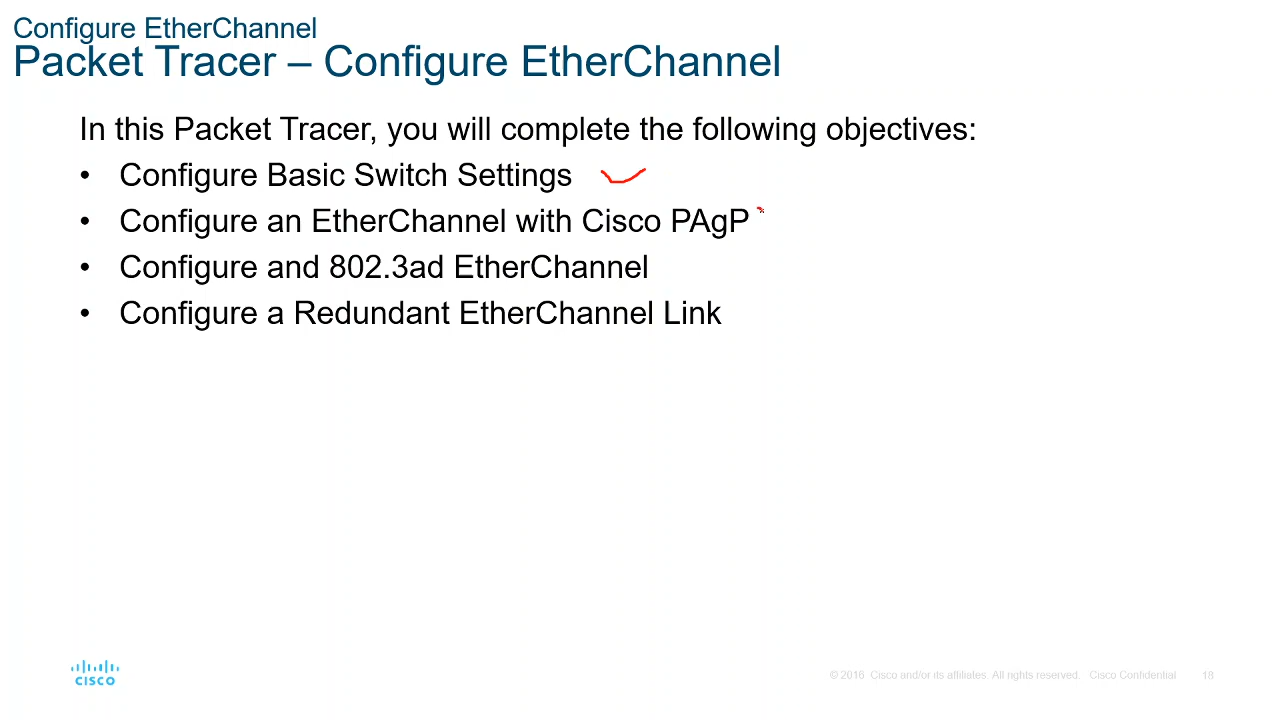 Configure EtherChannel
Packet Tracer – Configure EtherChannel
In this Packet Tracer, you will complete the following objectives:
• Configure Basic Switch Settings
• Configure an EtherChannel with Cisco PAgP
• Configure and 802.3ad EtherChannel
• Configure a Redundant EtherChannel Link
CISCO
© 2016 Cisco and/or its affiliates. All rights reserved. Cisco Confidential 18